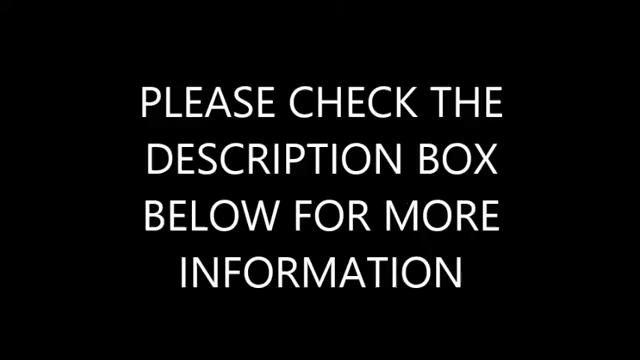 PLEASE CHECK THE
DESCRIPTION BOX
BELOW FOR MORE
INFORMATION